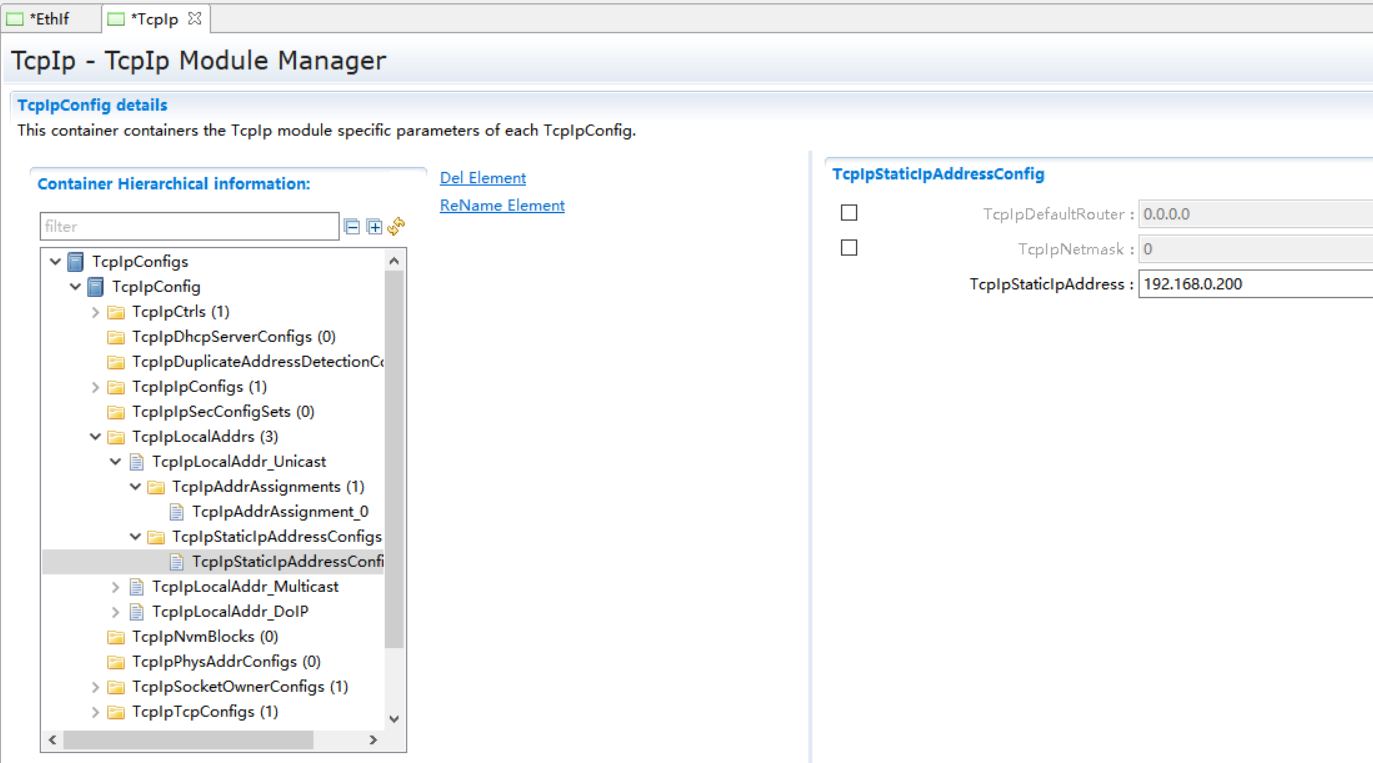 *EthIf
*TcpIp
TcpIp - TcpIp Module Manager
TcpIpConfig details
This container containers the TcpIp module specific parameters of each TcpIpConfig.
Container Hierarchical information:
filter
TcpIpConfigs
TcpIpConfig
TcpIpCtrls (1)
TcpIpDhcpServerConfigs (0)
TcpIpDuplicateAddressDetectionCo
TcpIpIpConfigs (1)
TcpIpIpSecConfigSets (0)
TcpIpLocalAddrs (3)
TcpIpLocalAddr_Unicast
TcpIpAddrAssignments (1)
TcpIpAddrAssignment_0
TcpIpStaticIpAddressConfigs
TcpIpStaticIpAddressConfi
TcpIpLocalAddr_Multicast
TcpIpLocalAddr_DoIP
TcpIpNvmBlocks (0)
TcpIpPhysAddrConfigs (0)
TcpIpSocketOwnerConfigs (1)
TcpIpTcpConfigs (1)
Del Element
ReName Element
TcpIpStaticIpAddressConfig
TcpIpDefaultRouter : 0.0.0.0
TcpIpNetmask : 0
TcpIpStaticIpAddress : 192.168.0.200